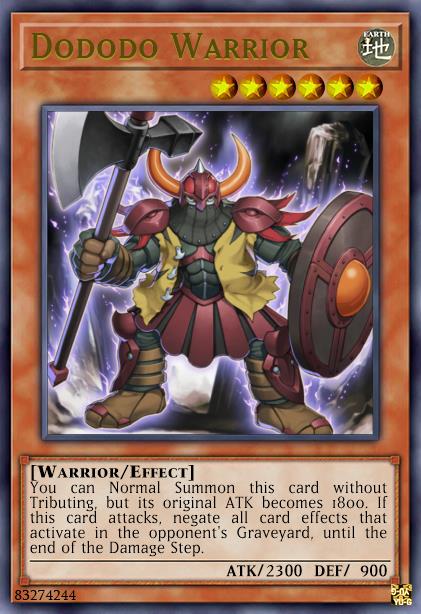 DODODO WARRIOR
EARTH
地
[WARRIOR/EFFECT]
You can Normal Summon this card without
Tributing, but its original ATK becomes 1800. If
this card attacks, negate all card effects that
activate in the opponent's Graveyard, until the
end of the Damage Step.
ATK/2300 DEF/ 900
83274244